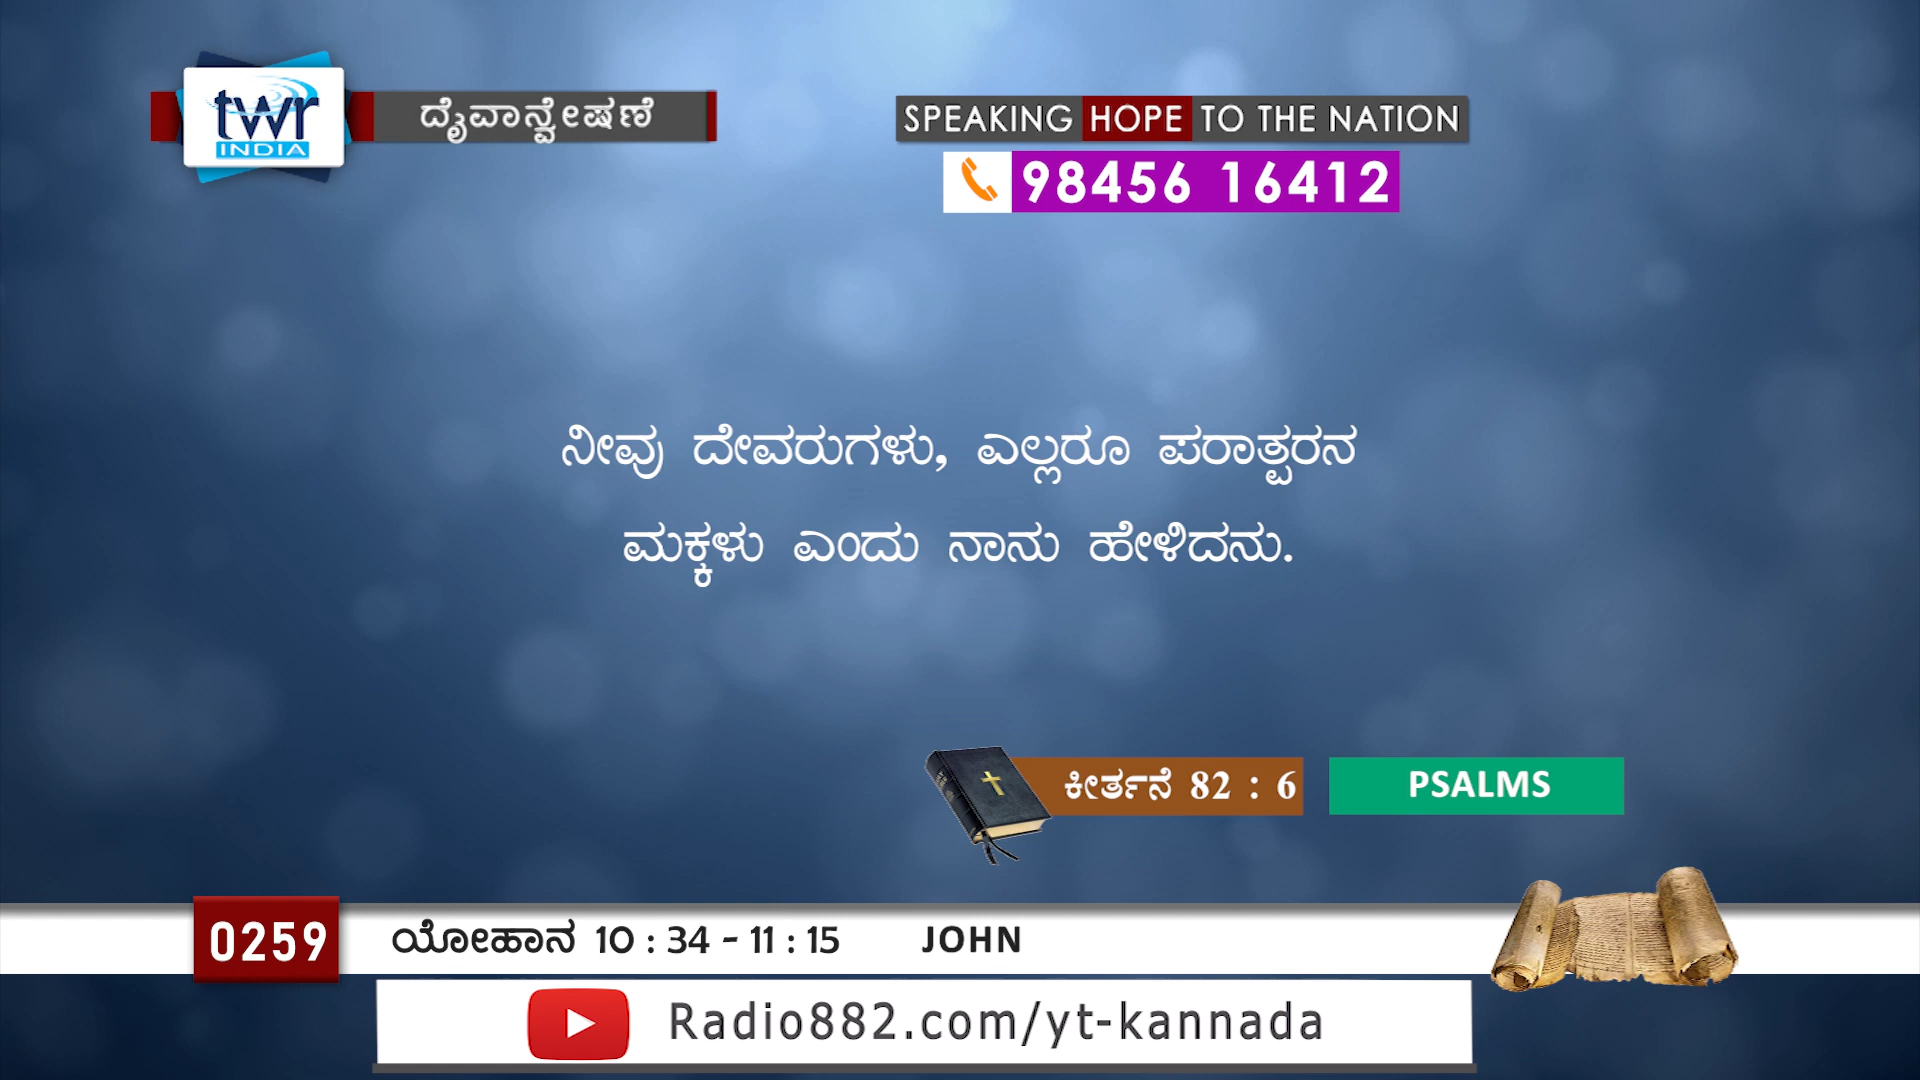 twr
INDIA
ದೈವಾನ್ವೇಷಣೆ
SPEAKING HOPE TO THE NATION
98456 16412
ನೀವು ದೇವರುಗಳು, ಎಲ್ಲರೂ ಪರಾತ್ಪರನ
ಮಕ್ಕಳು ಎಂದು ನಾನು ಹೇಳಿದನು.
ಕೀರ್ತನೆ 82 : 6
PSALMS
0259
ಯೋಹಾನ 10 : 34 - 11 : 15
JOHN
Radio882.com/yt-kannada